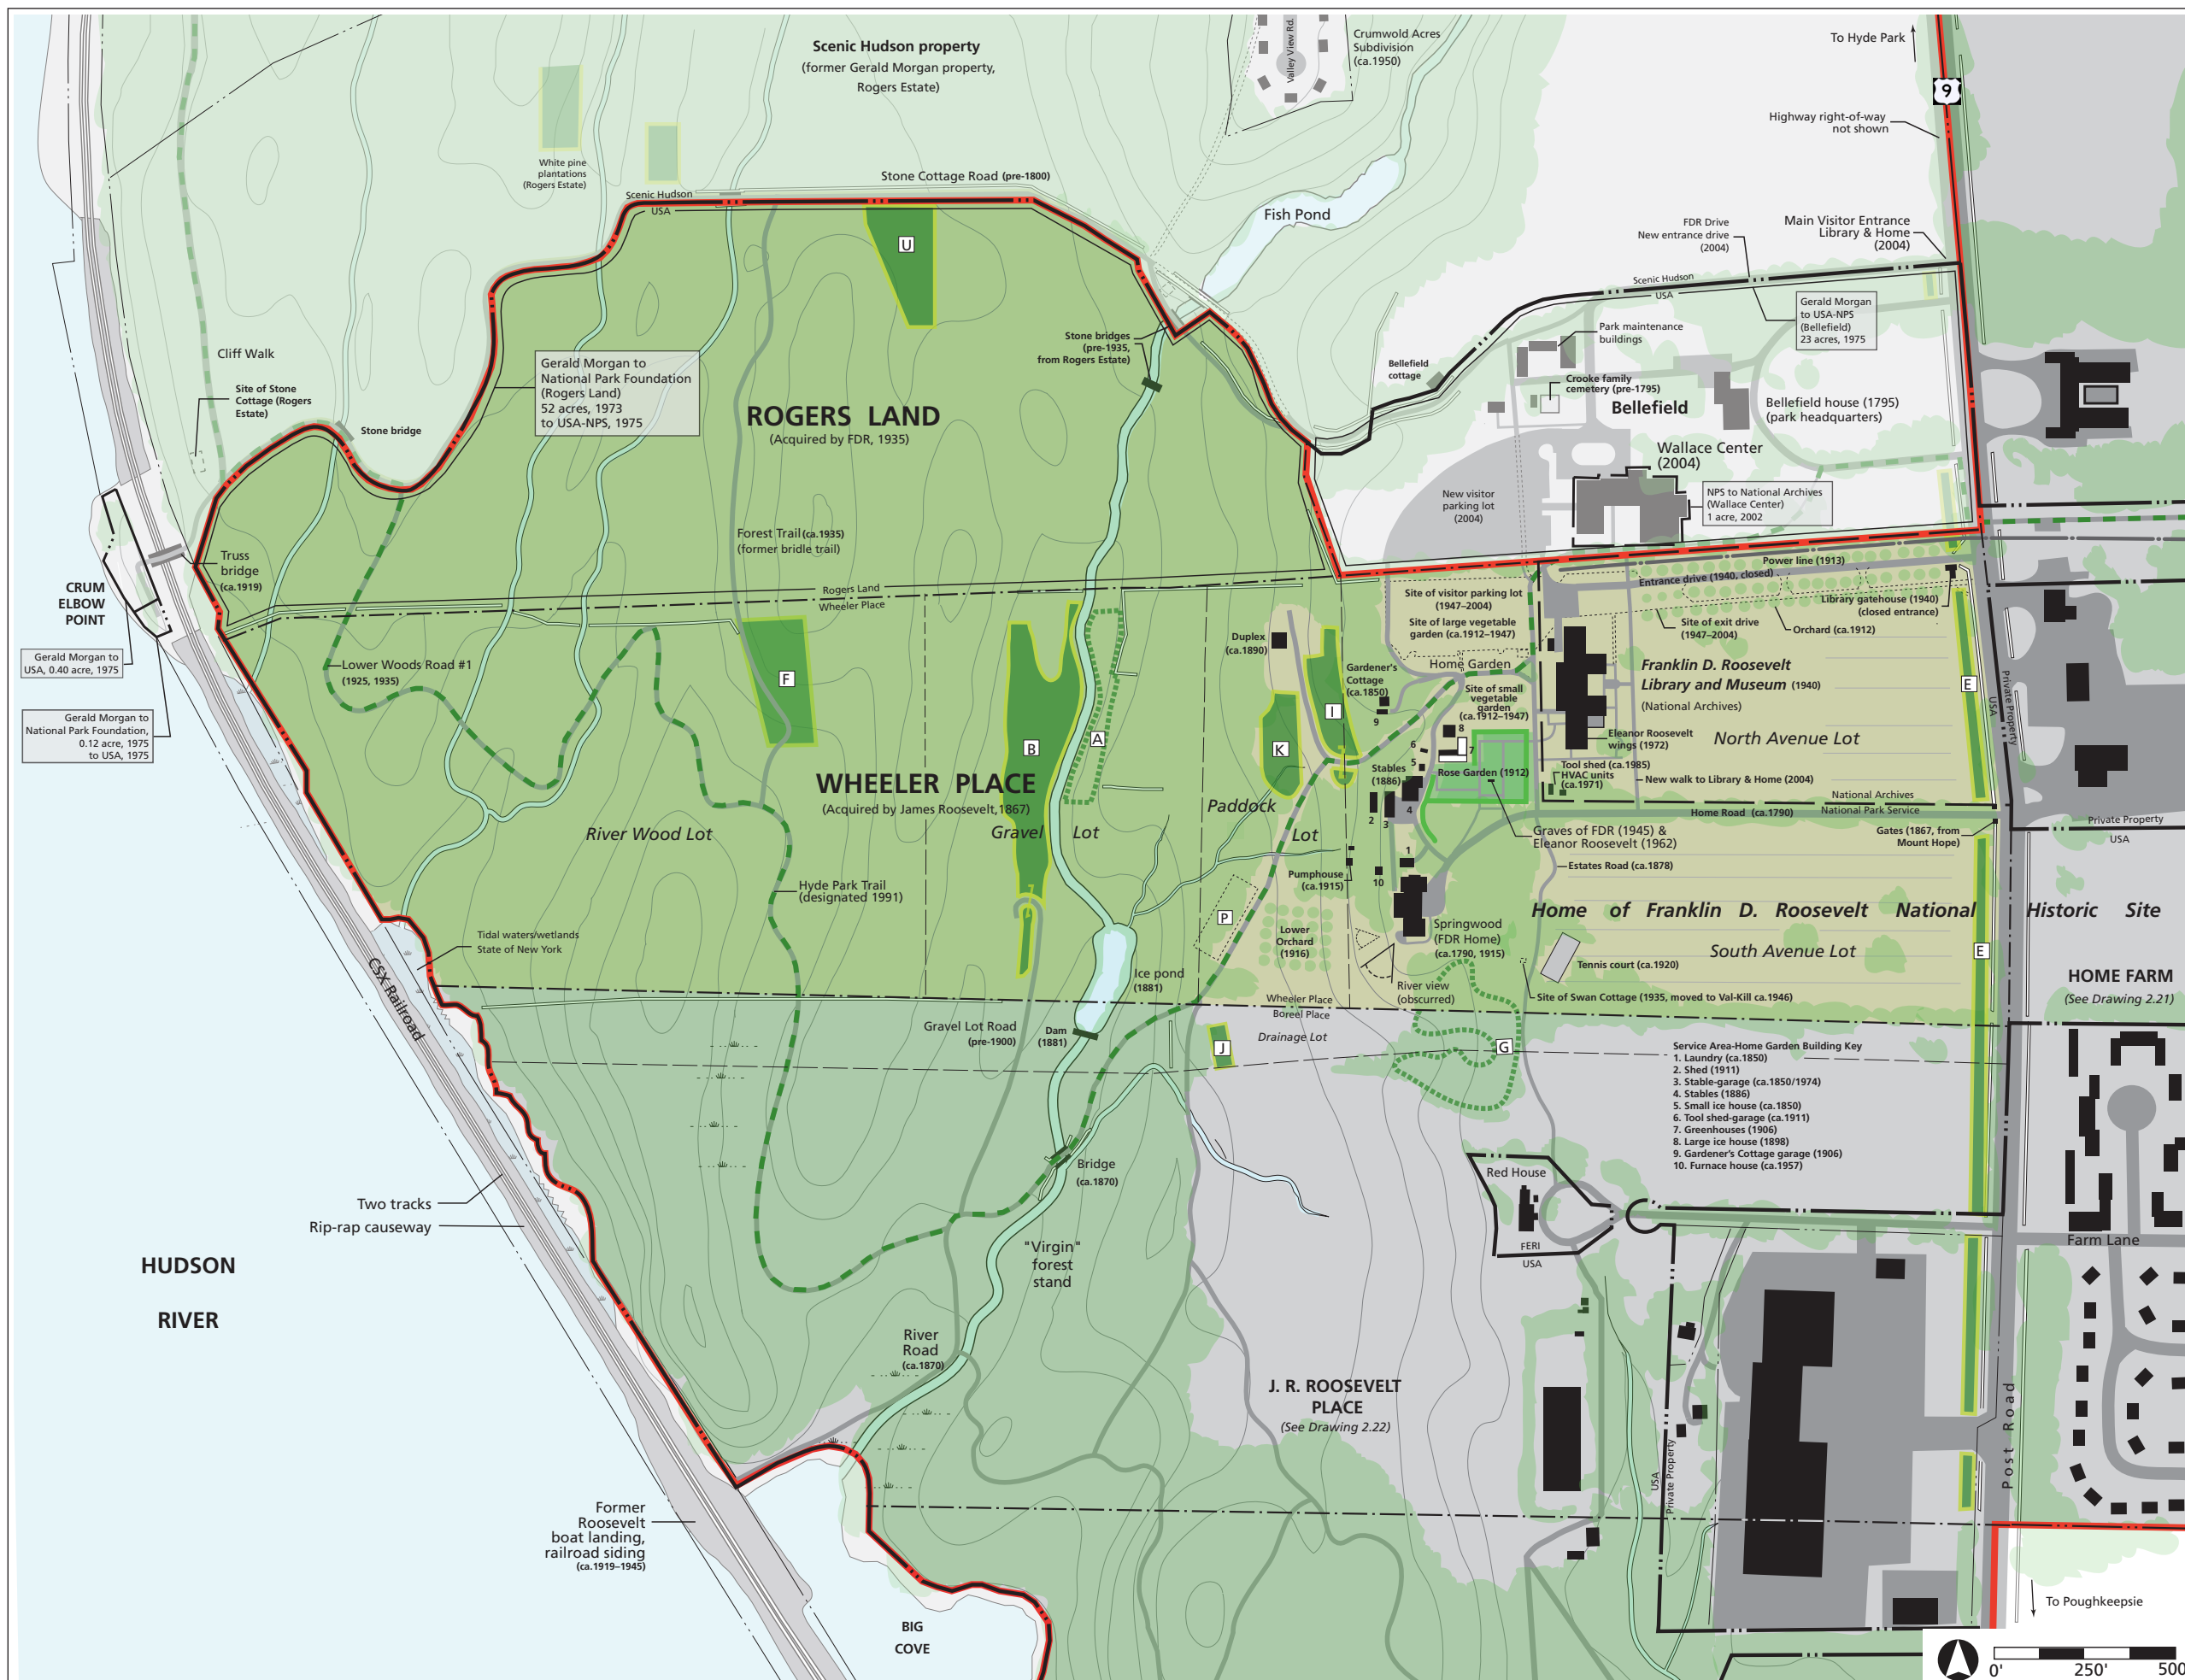 Scenic Hudson property
(former Gerald Morgan property,
Rogers Estate)
Valley View Rd.
Crumwold Acres
Subdivision
(ca.1950)
To Hyde Park
9
Highway right-of-way
not shown
White pine
plantations
(Rogers Estate)
Scenic Hudson
USA
Stone Cottage Road (pre-1800)
Fish Pond
FDR Drive
New entrance drive
(2004)
Main Visitor Entrance
Library & Home
(2004)
Scenic Hudson
USA
U
Gerald Morgan
to USA-NPS
(Bellefield)
23 acres, 1975
Cliff Walk
Site of Stone
Cottage (Rogers
Estate)
Stone bridge
Gerald Morgan to
National Park Foundation
(Rogers Land)
52 acres, 1973
to USA-NPS, 1975
Stone bridges
(pre-1935,
from Rogers Estate)
Park maintenance
buildings
Bellefield
cottage
Crooke family
cemetery (pre-1795)
Bellefield
Bellefield house (1795)
(park headquarters)
ROGERS LAND
(Acquired by FDR, 1935)
Wallace Center
(2004)
New visitor
parking lot
(2004)
NPS to National Archives
(Wallace Center)
1 acre, 2002
Forest Trail (ca.1935)
(former bridle trail)
Truss
bridge
(ca.1919)
CRUM
ELBOW
POINT
Rogers Land
Wheeler Place
Power line (1913)
Entrance drive (1940, closed)
Library gatehouse (1940)
(closed entrance)
Site of visitor parking lot
(1947–2004)
Site of large vegetable
garden (ca.1912–1947)
Site of exit drive
(1947–2004)
Orchard (ca.1912)
Duplex
(ca.1890)
Home Garden
Gerald Morgan to
USA, 0.40 acre, 1975
Lower Woods Road #1
(1925, 1935)
F
Gardener's
Cottage
(ca.1850)
Site of small
vegetable
garden
(ca.1912–1947)
Franklin D. Roosevelt
Library and Museum (1940)
(National Archives)
E
USA
Private Property
Gerald Morgan to
National Park Foundation,
0.12 acre, 1975
to USA, 1975
B
A
K
I
9
8
7
6
5
Eleanor Roosevelt
wings (1972)
North Avenue Lot
WHEELER PLACE
(Acquired by James Roosevelt,1867)
Stables
(1886)
Rose Garden (1912)
Tool shed (ca.1985)
HVAC units
(ca.1971)
New walk to Library & Home (2004)
National Archives
National Park Service
Paddock
Lot
2
3
4
Home Road (ca.1790)
River Wood Lot
Gravel Lot
Graves of FDR (1945) &
Eleanor Roosevelt (1962)
Gates (1867, from
Mount Hope)
Private Property
USA
1
10
Pumphouse
(ca.1915)
Estates Road (ca.1878)
Hyde Park Trail
(designated 1991)
P
Home of Franklin D. Roosevelt National Historic Site
Lower
Orchard
(1916)
Springwood
(FDR Home)
(ca.1790, 1915)
South Avenue Lot
E
Tidal waters/wetlands
State of New York
CSX Railroad
Ice pond
(1881)
River view
(obscurred)
Tennis court (ca.1920)
Site of Swan Cottage (1935, moved to Val-Kill ca.1946)
HOME FARM
(See Drawing 2.21)
Wheeler Place
Boreel Place
Gravel Lot Road
(pre-1900)
Dam
(1881)
J
Drainage Lot
G
Service Area-Home Garden Building Key
1. Laundry (ca.1850)
2. Shed (1911)
3. Stable-garage (ca.1850/1974)
4. Stables (1886)
5. Small ice house (ca.1850)
6. Tool shed-garage (ca.1911)
7. Greenhouses (1906)
8. Large ice house (1898)
9. Gardener's Cottage garage (1906)
10. Furnace house (ca.1957)
Bridge
(ca.1870)
Red House
FERI
USA
Two tracks
Rip-rap causeway
"Virgin"
forest
stand
Farm Lane
HUDSON
RIVER
River
Road
(ca.1870)
J. R. ROOSEVELT
PLACE
(See Drawing 2.22)
USA
Private Property
Post Road
Former
Roosevelt
boat landing,
railroad siding
(ca.1919–1945)
BIG
COVE
To Poughkeepsie
0' 250' 500